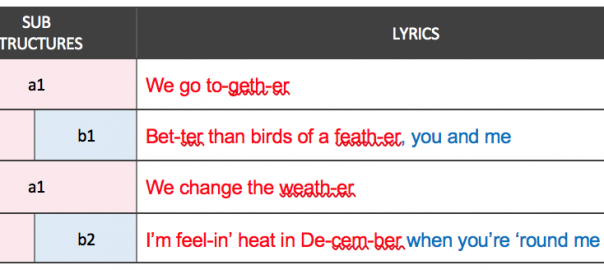 SUB
TRUCTURES
LYRICS
a1
We go to-geth-er
b1
Bet-ter than birds of a feath-er, you and me
a1
We change the weath-er
b2
I'm feel-in' heat in De-cem-ber when you're 'round me